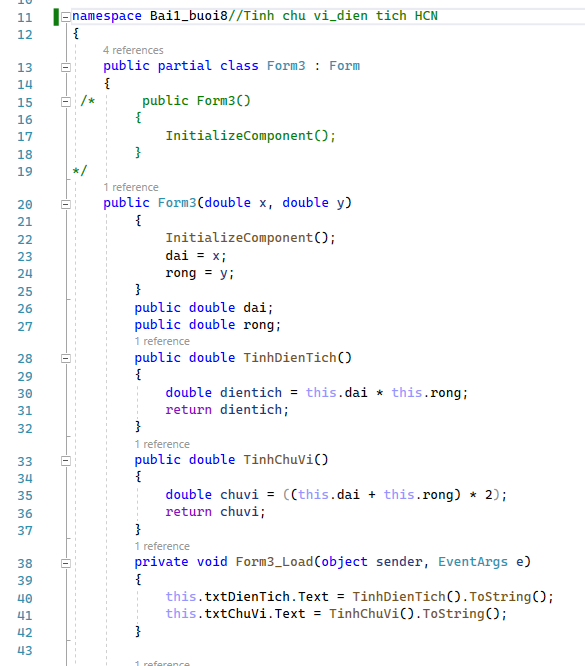 11 namespace Bai1_buoi8//Tinh chu vi_dien tich HCN
12 {
4 references
13 public partial class Form3 : Form
14 {
15 /* public Form3()
16 {
17 InitializeComponent();
18 }
19 */
1 reference
20 public Form3(double x, double y)
21 {
22 InitializeComponent();
23 dai = x;
24 rong = y;
25 }
26 public double dai;
27 public double rong;
1 reference
28 public double TinhDienTich()
29 {
30 double dientich = this.dai * this.rong;
31 return dientich;
32 }
1 reference
33 public double TinhChuVi()
34 {
35 double chuvi = ((this.dai + this.rong) * 2);
36 return chuvi;
37 }
1 reference
38 private void Form3_Load(object sender, EventArgs e)
39 {
40 this.txtDienTich.Text = TinhDienTich().ToString();
41 this.txtChuVi.Text = TinhChuVi().ToString();
42 }
43
1 reference